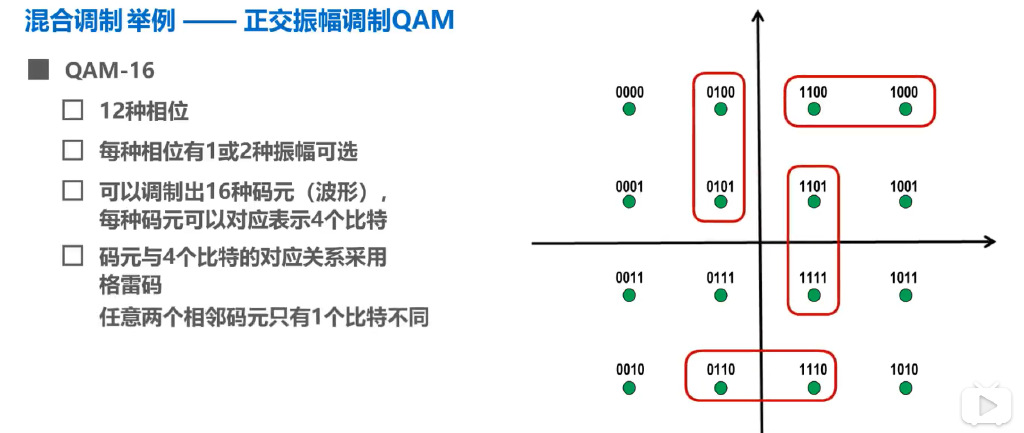 混合调制 举例 —— 正交振幅调制QAM
QAM-16
12种相位
每种相位有1或2种振幅可选
可以调制出16种码元（波形），
每种码元可以对应表示4个比特
码元与4个比特的对应关系采用
格雷码
任意两个相邻码元只有1个比特不同
0000 0100 1100 1000
0001 0101 1101 1001
0011 0111 1111 1011
0010 0110 1110 1010